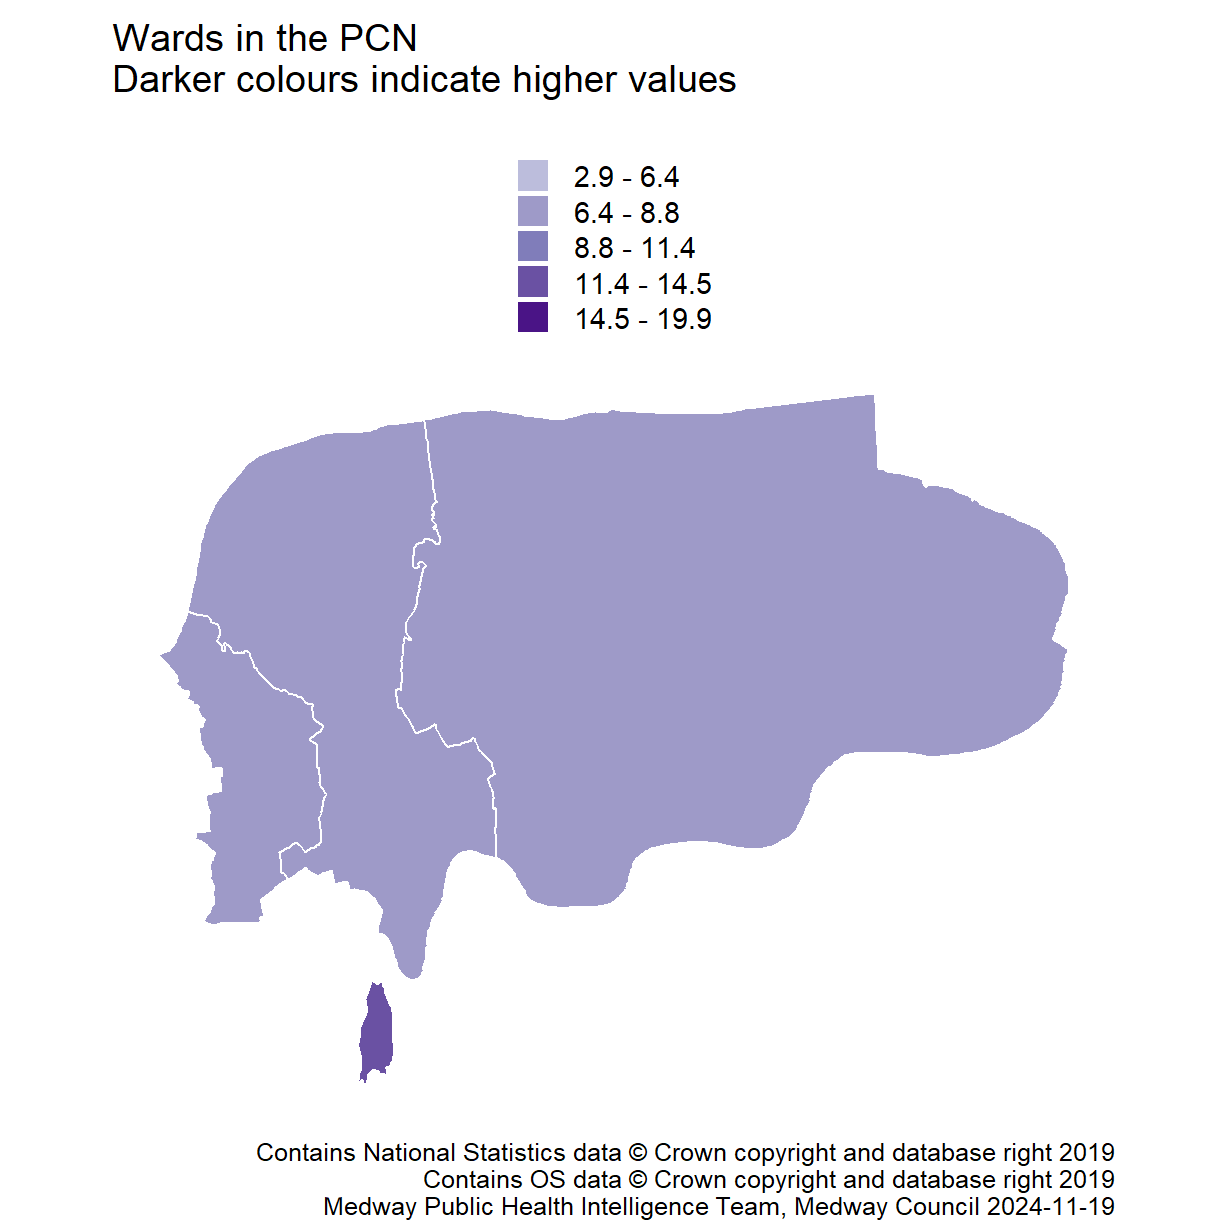 Wards in the PCN
Darker colours indicate higher values
2.9 - 6.4
6.4 - 8.8
8.8 - 11.4
11.4 - 14.5
14.5 - 19.9
Contains National Statistics data © Crown copyright and database right 2019
Contains OS data © Crown copyright and database right 2019
Medway Public Health Intelligence Team, Medway Council 2024-11-19